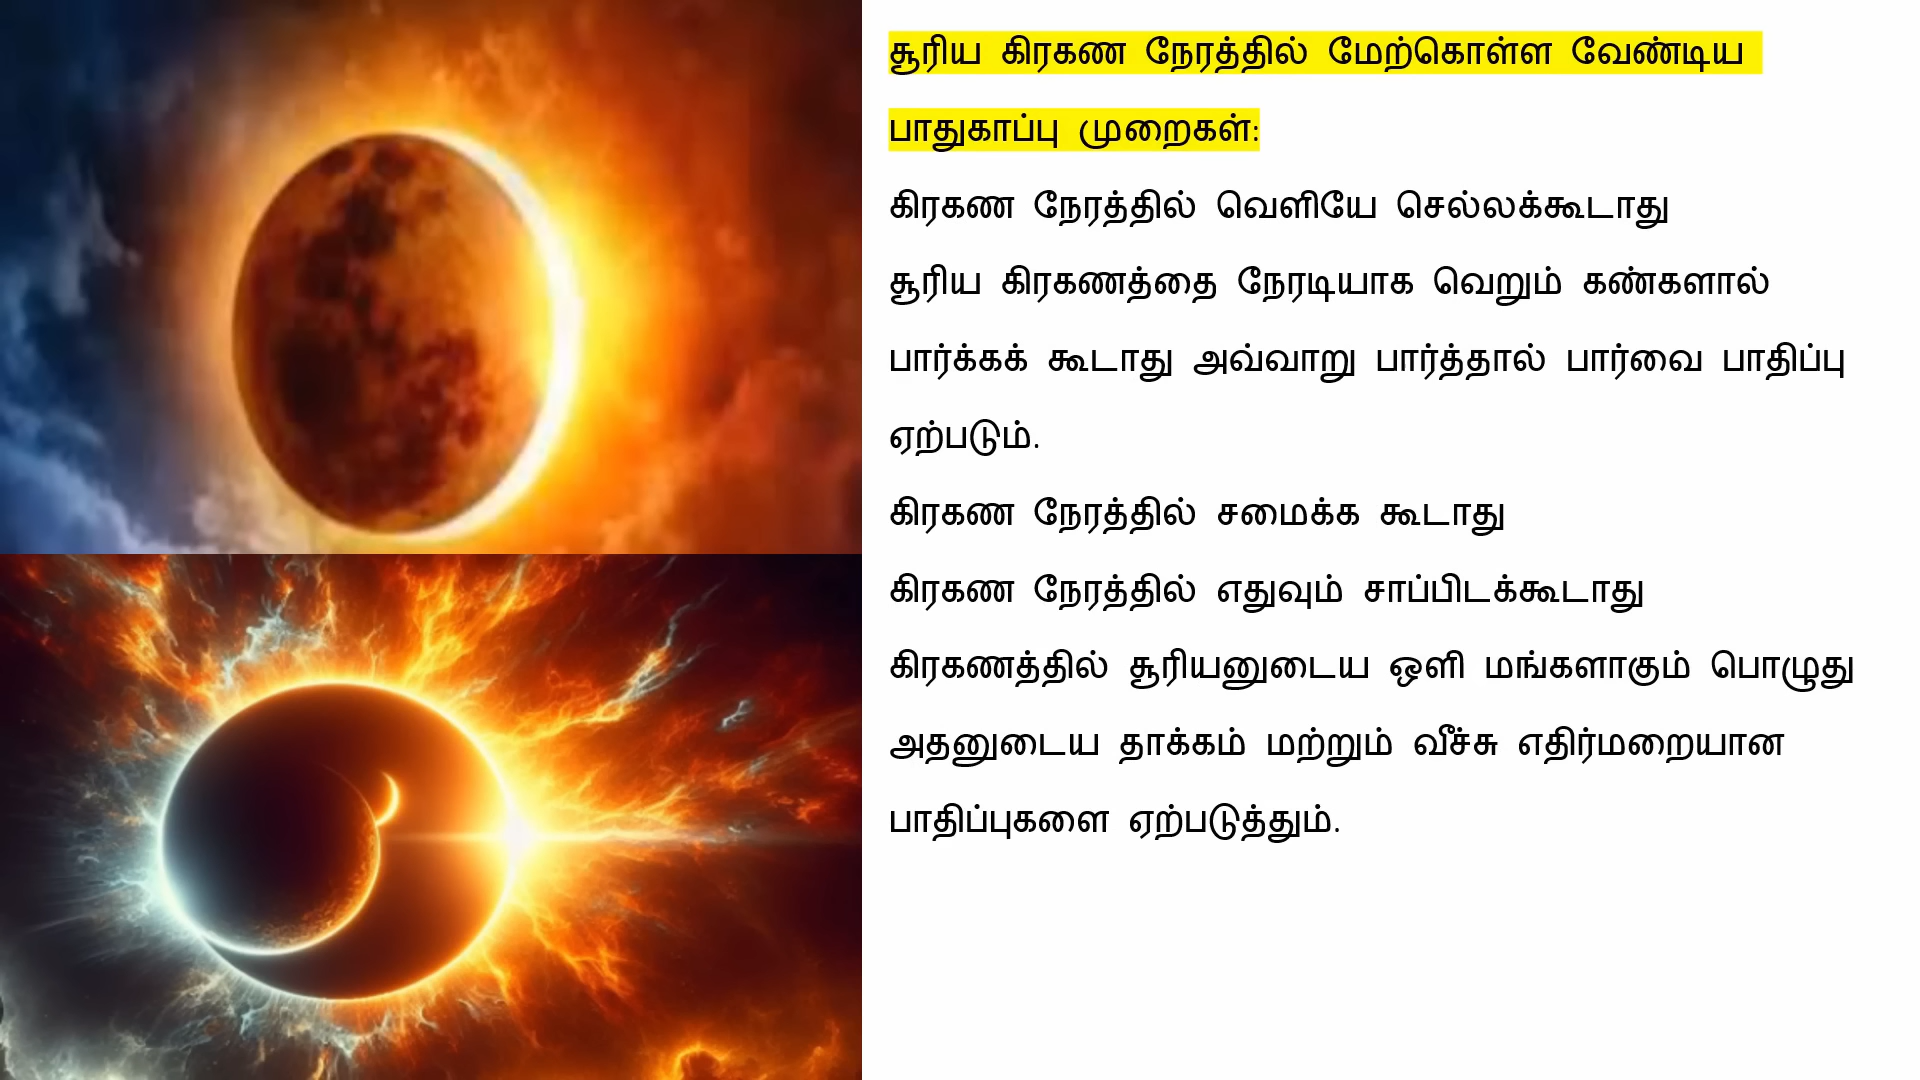 சூரிய கிரகண நேரத்தில் மேற்கொள்ள வேண்டிய
பாதுகாப்பு முறைகள்:
கிரகண நேரத்தில் வெளியே செல்லக்கூடாது
சூரிய கிரகணத்தை நேரடியாக வெறும் கண்களால்
பார்க்கக் கூடாது அவ்வாறு பார்த்தால் பார்வை பாதிப்பு
ஏற்படும்.
கிரகண நேரத்தில் சமைக்க கூடாது
கிரகண நேரத்தில் எதுவும் சாப்பிடக்கூடாது
கிரகணத்தில் சூரியனுடைய ஒளி மங்களாகும் பொழுது
அதனுடைய தாக்கம் மற்றும் வீச்சு எதிர்மறையான
பாதிப்புகளை ஏற்படுத்தும்.